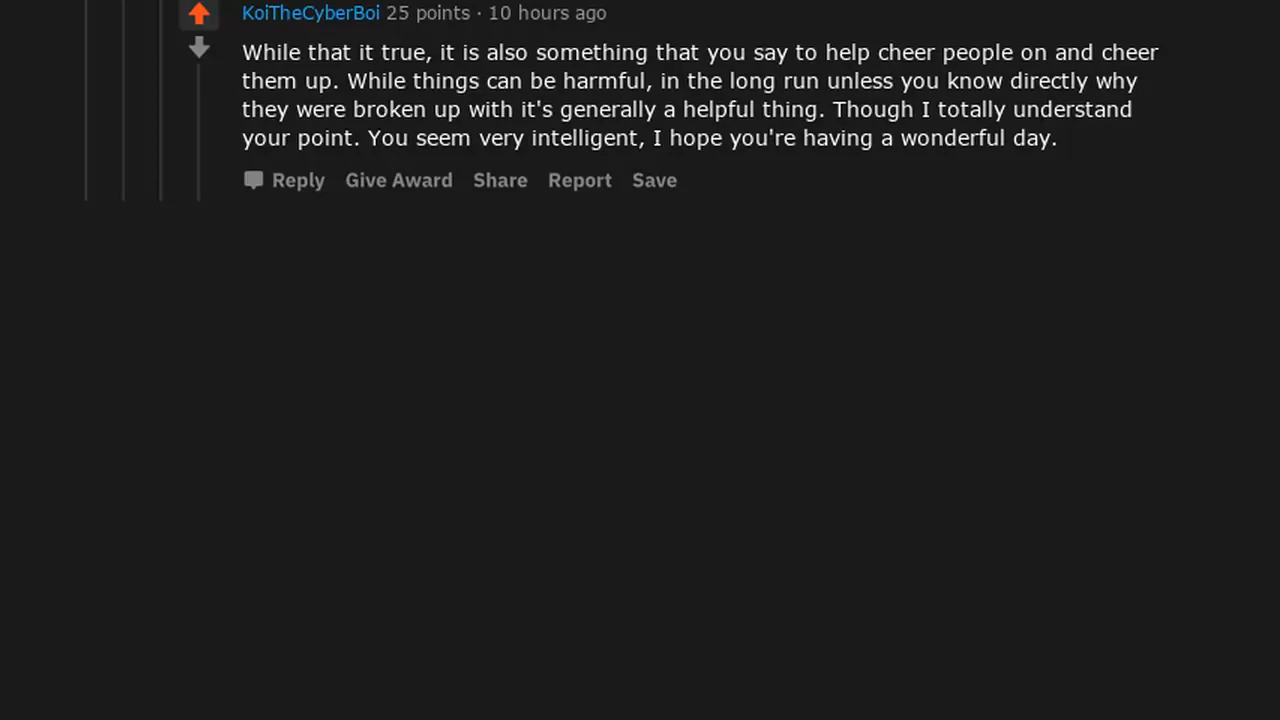 KoiTheCyberBoi 25 points · 10 hours ago
While that it true, it is also something that you say to help cheer people on and cheer
them up. While things can be harmful, in the long run unless you know directly why
they were broken up with it's generally a helpful thing. Though I totally understand
your point. You seem very intelligent, I hope you're having a wonderful day.
Reply Give Award Share Report Save